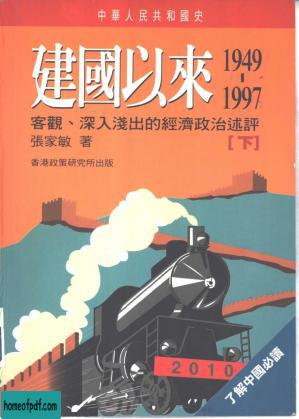 中華人民共和國史
建國以來 1949-1997
客觀、深入淺出的經濟政治述評
[下]
張家敏 著
香港政策研究所出版
2010
了解中國必讀
homeofpdf.com